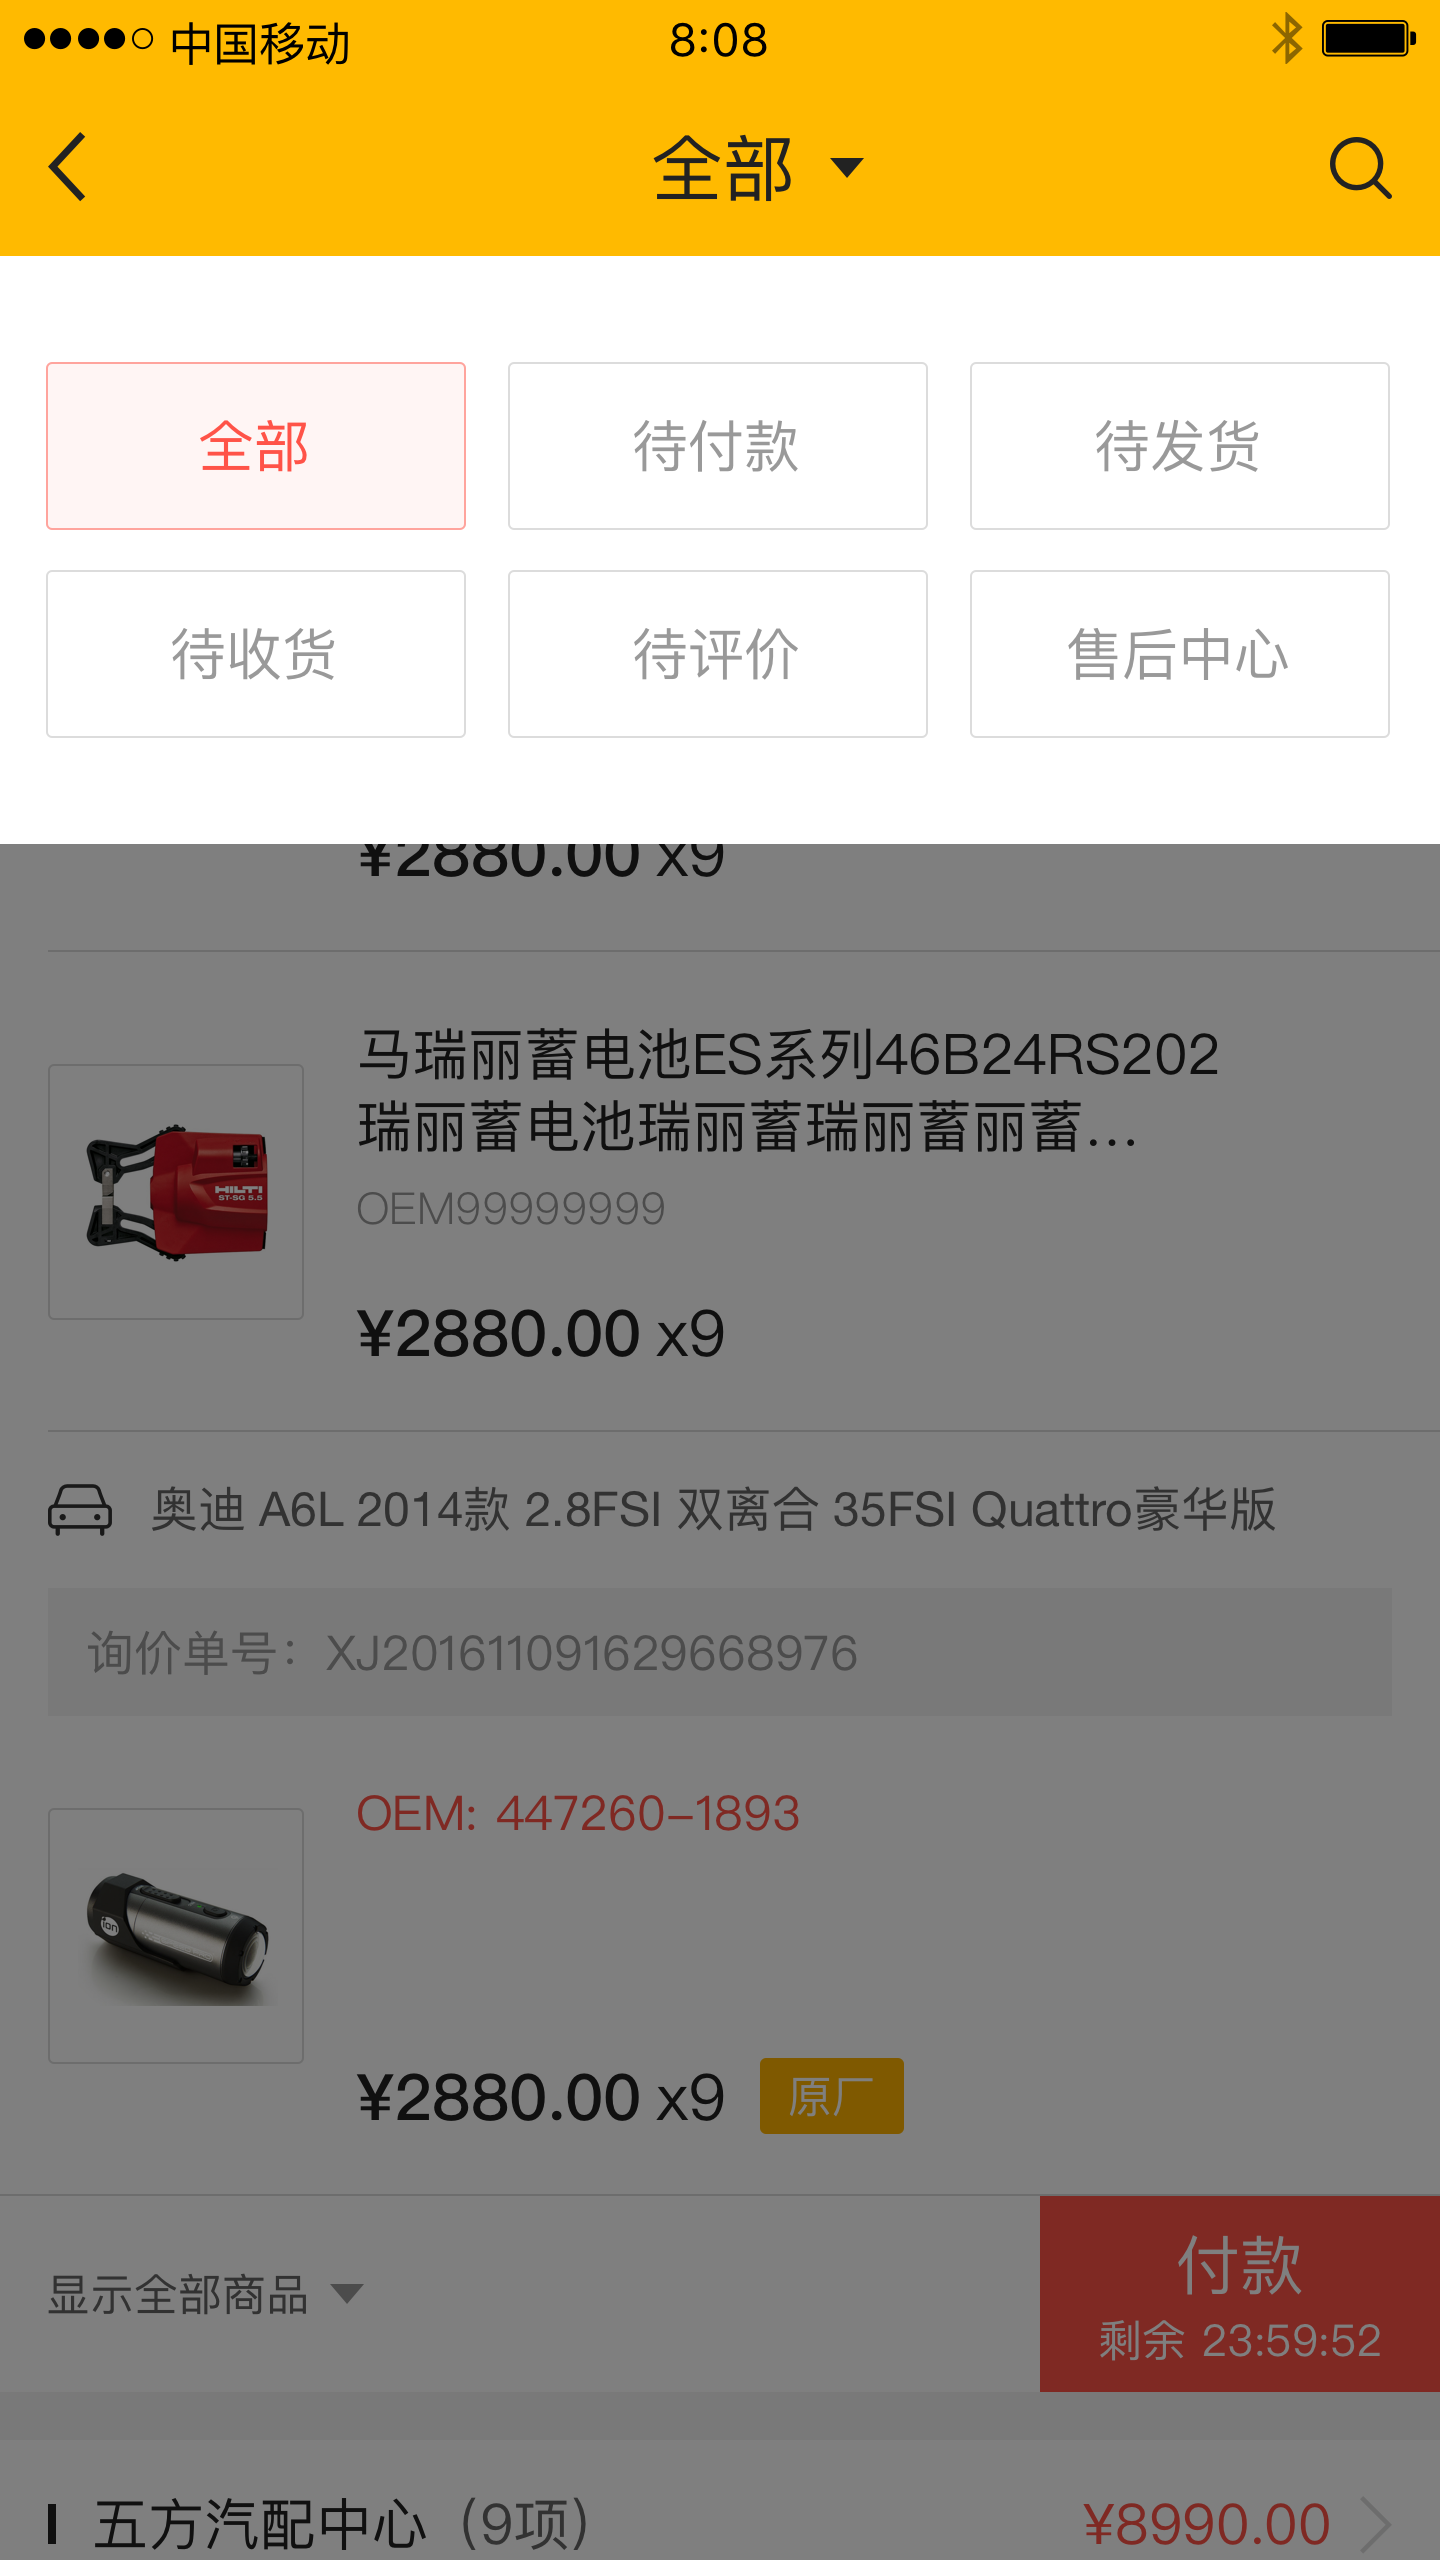 中国移动
8:08
全部
全部
待付款
待发货
待收货
待评价
售后中心
¥2880.00 x9
马瑞丽蓄电池ES系列46B24RS202
瑞丽蓄电池瑞丽蓄瑞丽蓄丽蓄...
OEM99999999
HILTI
ST-SG 5.5
¥2880.00 x9
奥迪 A6L 2014款 2.8FSI 双离合 35FSI Quattro豪华版
询价单号：XJ201611091629668976
OEM: 447260-1893
ion
¥2880.00 x9
原厂
显示全部商品
付款
剩余 23:59:52
五方汽配中心（9项）
¥8990.00